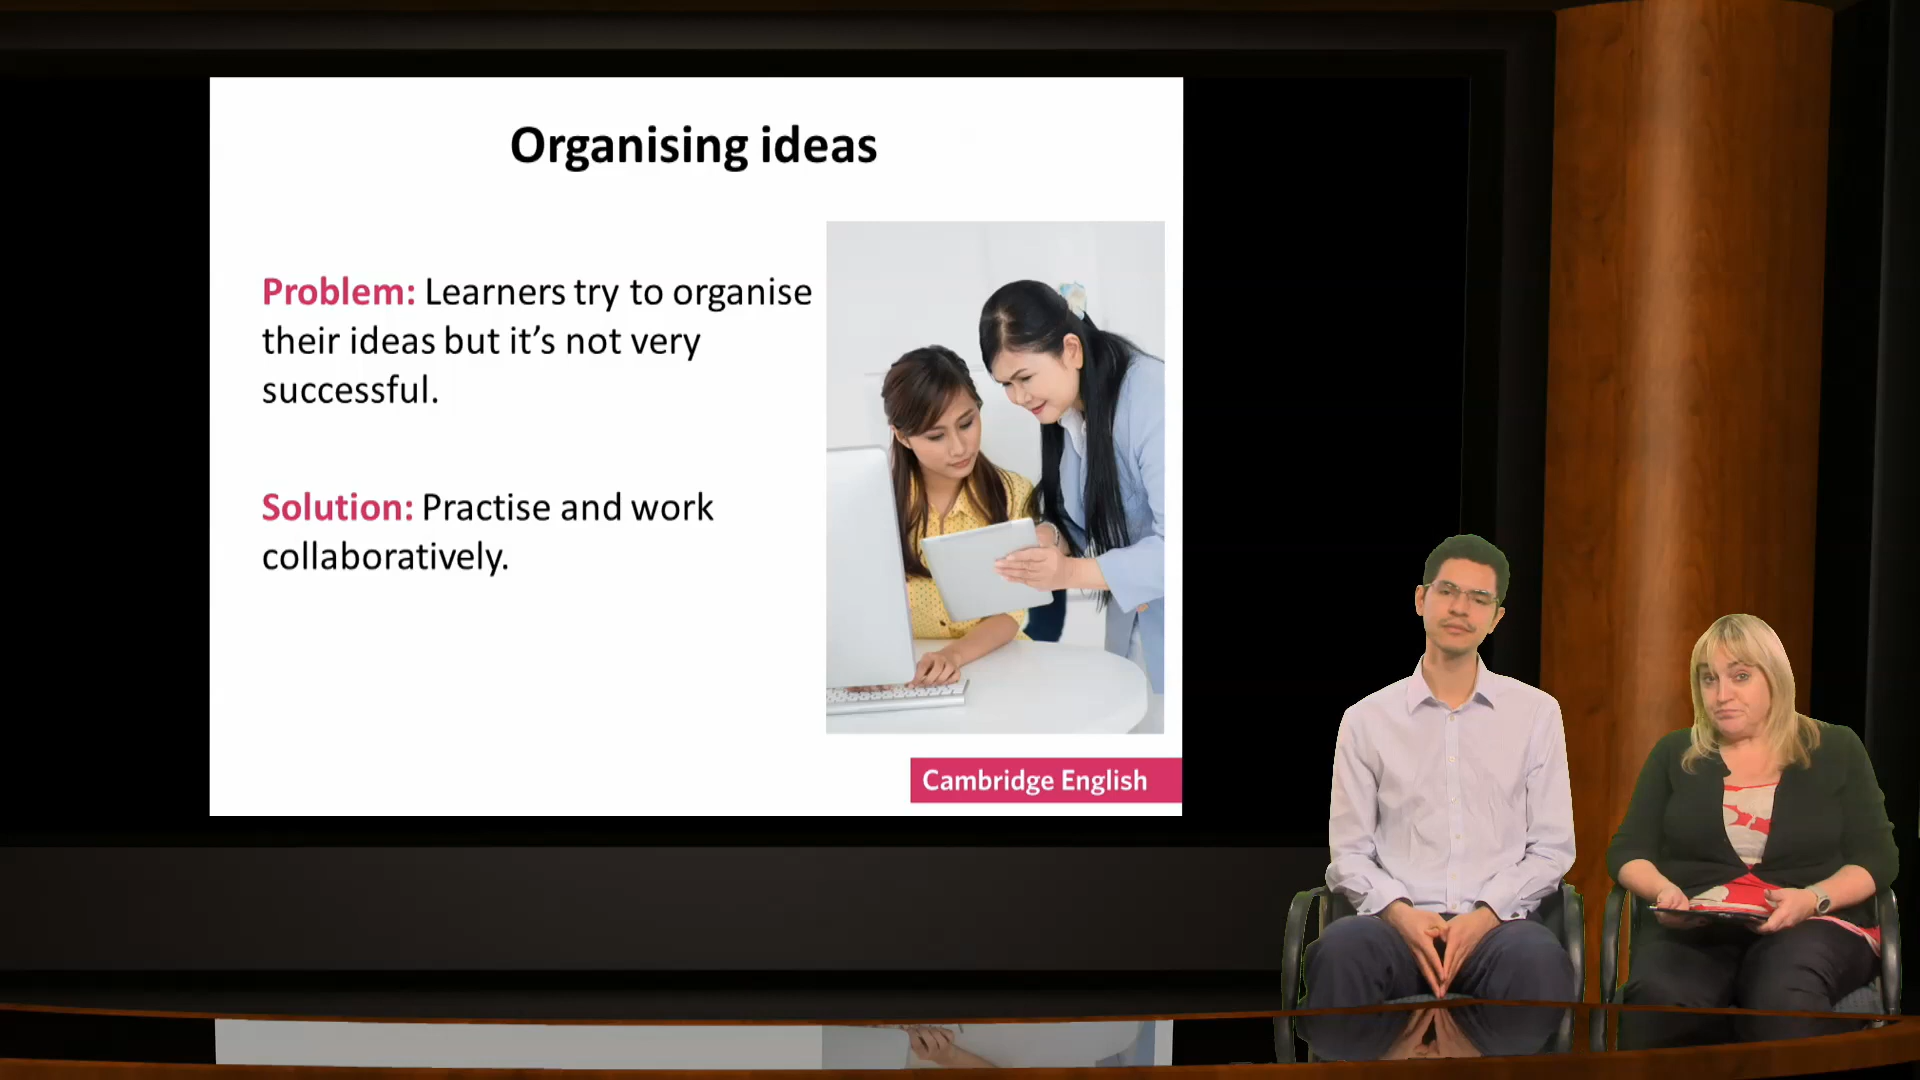 Organising ideas
Problem: Learners try to organise
their ideas but it's not very
successful.
Solution: Practise and work
collaboratively.
Cambridge English